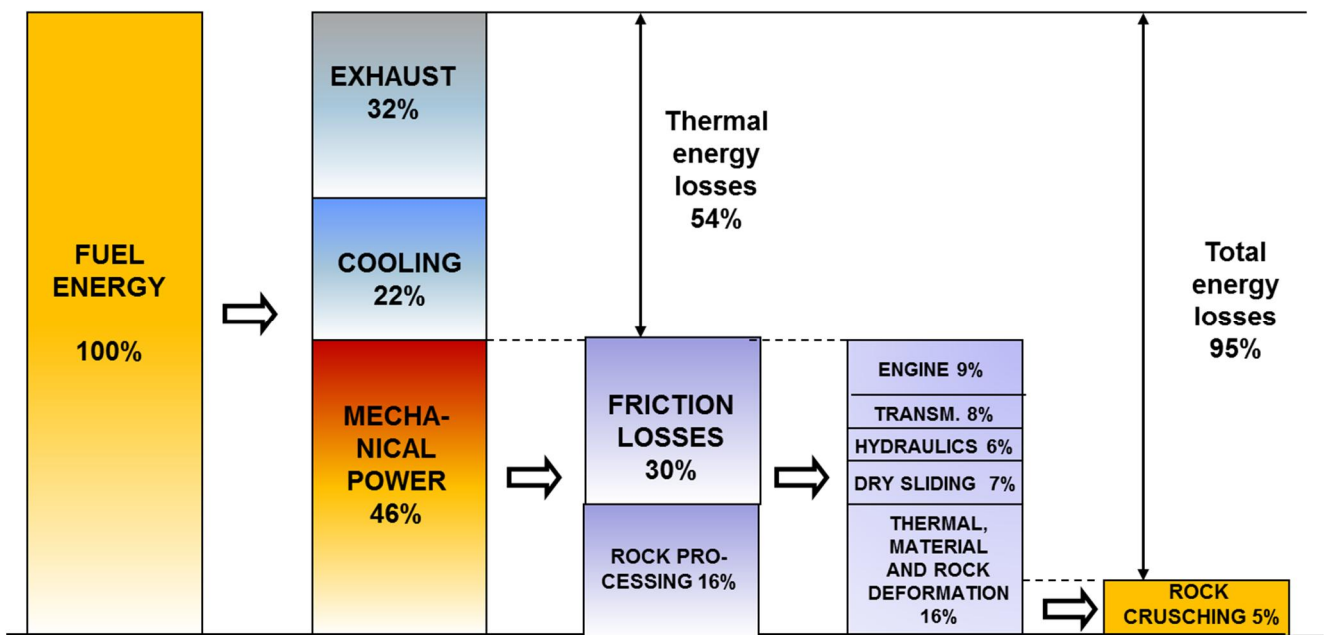 FUEL
ENERGY
100%
EXHAUST
32%
COOLING
22%
MECHA-
NICAL
POWER
46%
Thermal
energy
losses
54%
FRICTION
LOSSES
30%
ROCK PRO-
CESSING 16%
ENGINE 9%
TRANSM. 8%
HYDRAULICS 6%
DRY SLIDING 7%
THERMAL,
MATERIAL
AND ROCK
DEFORMATION
16%
Total
energy
losses
95%
ROCK
CRUSCHING 5%